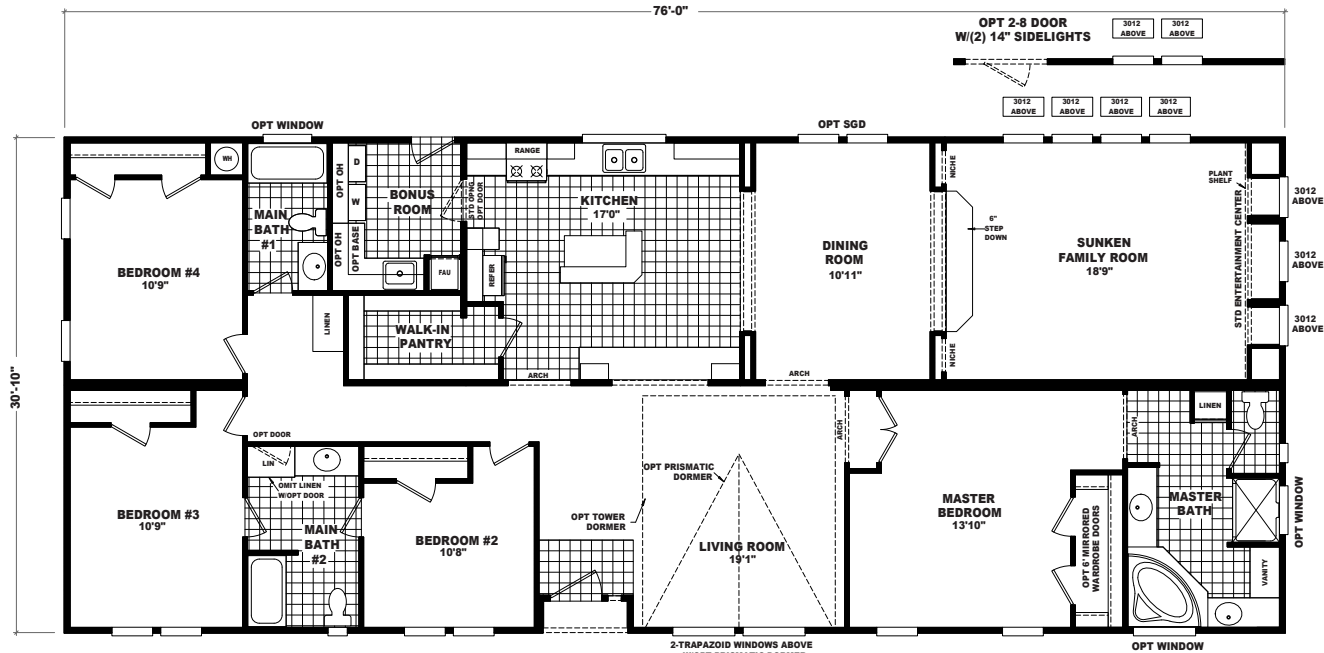 76'-0"
OPT 2-8 DOOR
W/(2) 14" SIDELIGHTS
3012
ABOVE
3012
ABOVE
3012
ABOVE
3012
ABOVE
3012
ABOVE
3012
ABOVE
OPT WINDOW
OPT SGD
30'-10"
WH
MAIN
BATH
#1
OPT OH
D
W
OPT OH
OPT BASE
BONUS
ROOM
STD OPNG
OPT DOOR
FAU
RANGE
KITCHEN
17'0"
REFER
DINING
ROOM
10'11"
NICHE
6"
STEP
DOWN
NICHE
SUNKEN
FAMILY ROOM
18'9"
PLANT
SHELF
STD ENTERTAINMENT CENTER
3012
ABOVE
3012
ABOVE
3012
ABOVE
BEDROOM #4
10'9"
LINEN
WALK-IN
PANTRY
ARCH
ARCH
BEDROOM #3
10'9"
OPT DOOR
LIN
OMIT LINEN
W/OPT DOOR
MAIN
BATH
#2
BEDROOM #2
10'8"
OPT PRISMATIC
DORMER
OPT TOWER
DORMER
LIVING ROOM
19'1"
ARCH
MASTER
BEDROOM
13'10"
OPT 6' MIRRORED
WARDROBE DOORS
ARCH
LINEN
MASTER
BATH
VANITY
OPT WINDOW
2-TRAPAZOID WINDOWS ABOVE
OPT WINDOW